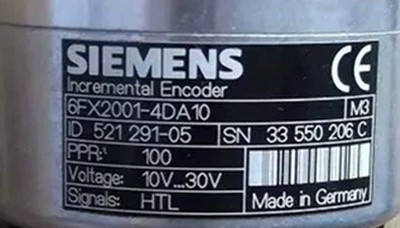 SIEMENS CE
Incremental Encoder
6FX2001-4DA10 M3
ID 521 291-05 SN 33 550 206 C
PPR: 100
Voltage: 10V...30V
Signals: HTL Made in Germany